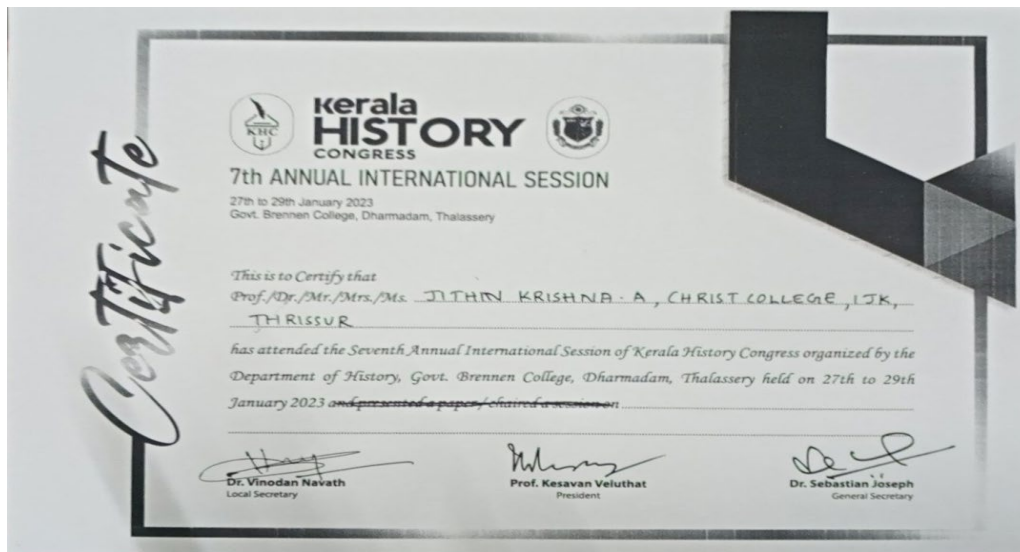 Certificate
KHC
Kerala
HISTORY
CONGRESS
7th ANNUAL INTERNATIONAL SESSION
27th to 29th January 2023
Govt. Brennen College, Dharmadam, Thalassery
This is to Certify that
Prof./Dr./Mr./Mrs./Ms. JITHIN KRISHNA. A, CHRIST COLLEGE, IJK,
THRISSUR
has attended the Seventh Annual International Session of Kerala History Congress organized by the
Department of History, Govt. Brennen College, Dharmadam, Thalassery held on 27th to 29th
January 2023 and presented a paper / chaired a session on
Dr. Vinodan Navath
Local Secretary
Prof. Kesavan Veluthat
President
Dr. Sebastian Joseph
General Secretary